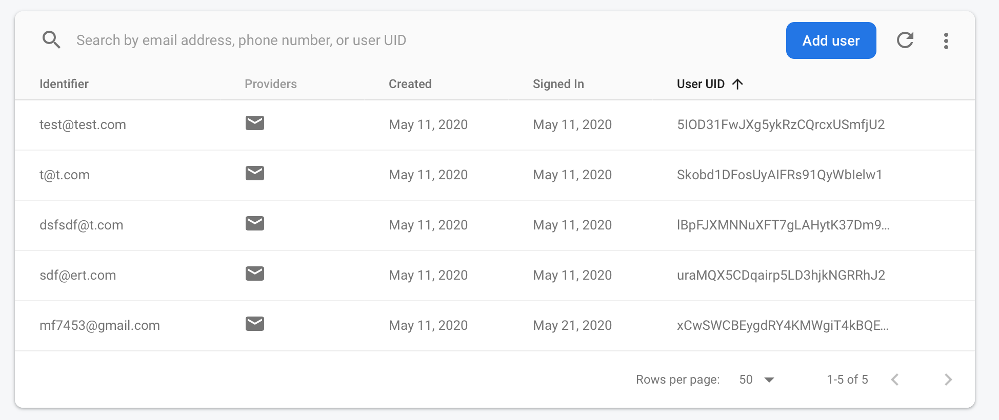 Search by email address, phone number, or user UID Add user
Identifier Providers Created Signed In User UID
test@test.com May 11, 2020 May 11, 2020 5IOD31FwJXg5ykRzCQrcxUSmfjU2
t@t.com May 11, 2020 May 11, 2020 Skobd1DFosUyAIFRs91QyWbIelw1
dsfsdf@t.com May 11, 2020 May 11, 2020 lBpFJXMNNuXFT7gLAHytK37Dm9...
sdf@ert.com May 11, 2020 May 11, 2020 uraMQX5CDqairp5LD3hjkNGRRhJ2
mf7453@gmail.com May 11, 2020 May 21, 2020 xCwSWCBEygdRY4KMWgiT4kBQE...
Rows per page: 50 1-5 of 5